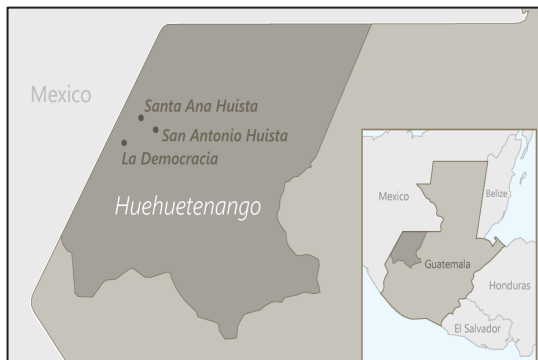 Mexico
Santa Ana Huista
San Antonio Huista
La Democracia
Huehuetenango
Mexico
Belize
Guatemala
Honduras
El Salvador